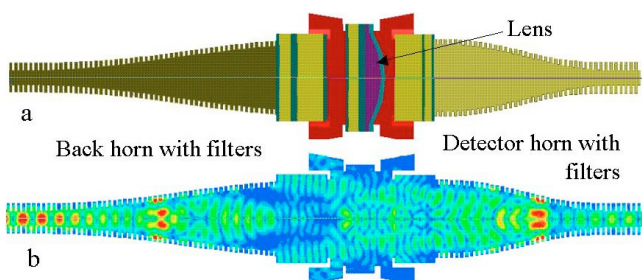 Lens
a
Back horn with filters
Detector horn with
filters
b